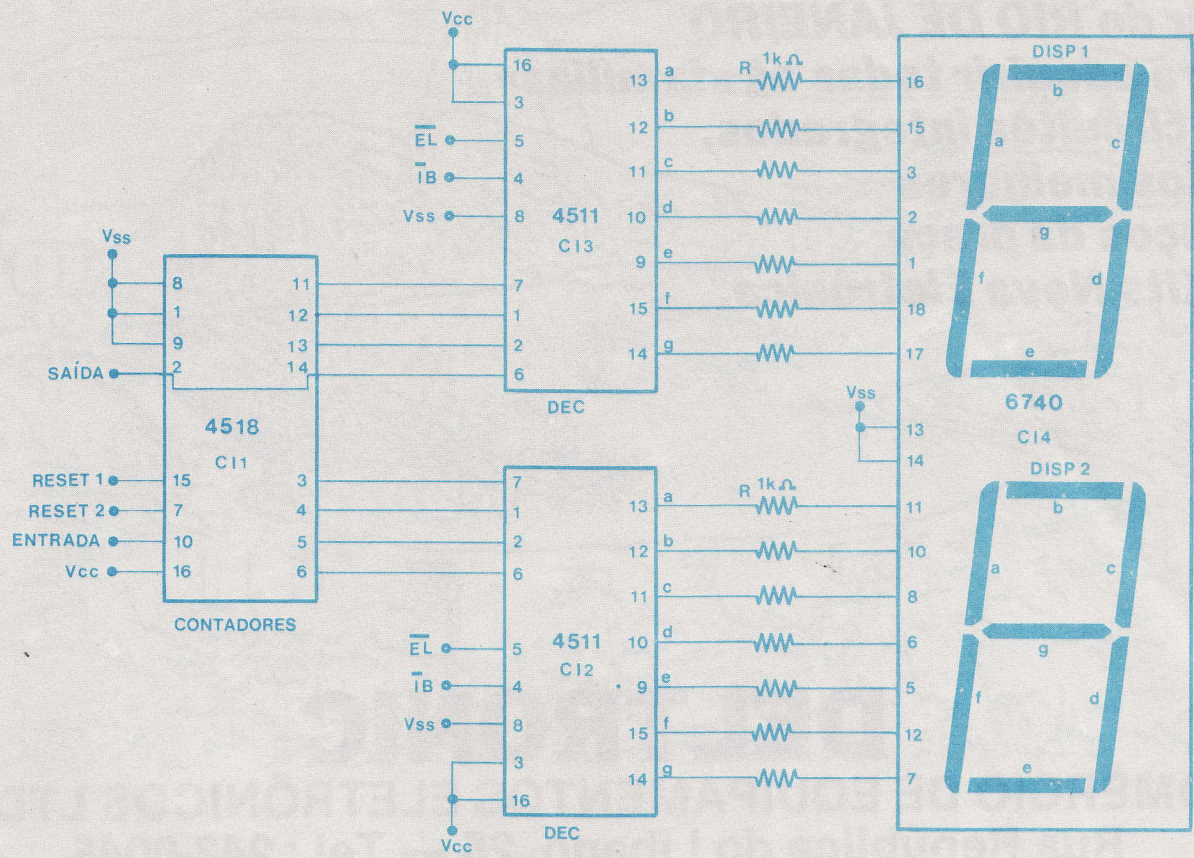 Vcc
16
3
EL
5
IB
4
Vss
8
4511
CI3
13
a
12
b
11
c
10
d
9
e
15
f
14
g
7
1
2
6
DEC
R 1kΩ
DISP 1
16
15
3
2
1
18
17
b
a
c
g
f
d
e
6740
CI4
Vss
13
14
Vss
8
1
9
SAÍDA
2
11
12
13
14
4518
CI1
RESET 1
15
RESET 2
7
ENTRADA
10
Vcc
16
3
4
5
6
CONTADORES
7
1
2
6
4511
CI2
EL
5
IB
4
Vss
8
3
16
Vcc
13
a
12
b
11
c
10
d
9
e
15
f
14
g
DEC
R 1kΩ
DISP 2
11
10
8
6
5
12
7
b
a
c
g
f
d
e